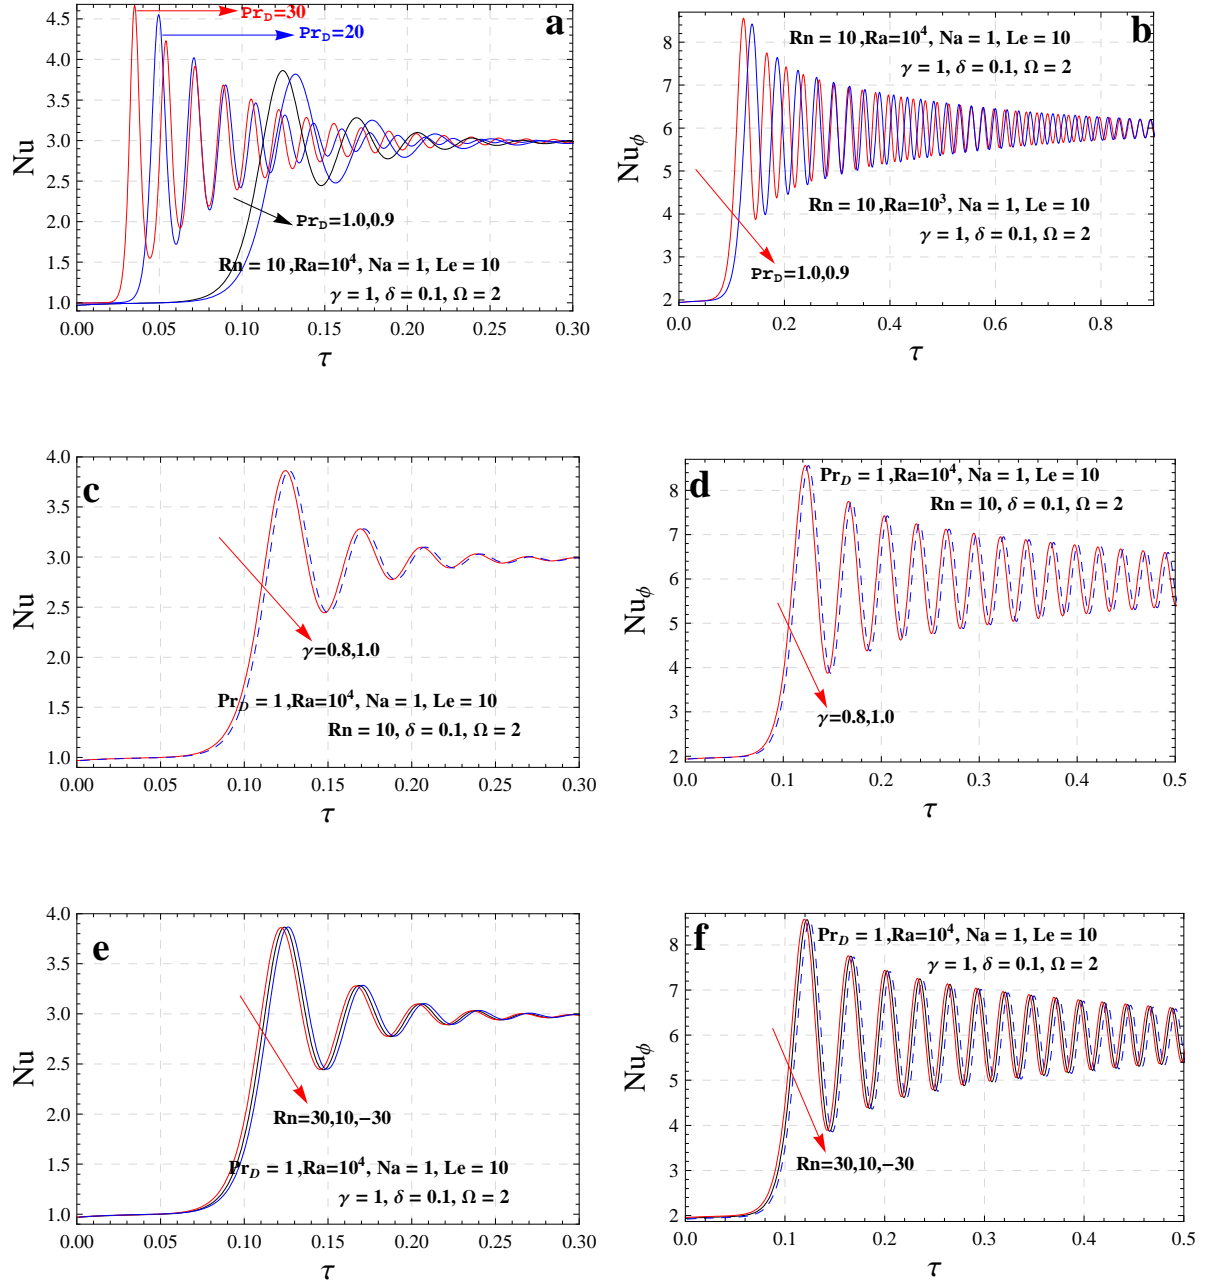 a
Pr_D=30
Pr_D=20
Pr_D=1.0,0.9
Rn = 10 ,Ra=10^4, Na = 1, Le = 10
γ = 1, δ = 0.1, Ω = 2
Nu
4.5
4.0
3.5
3.0
2.5
2.0
1.5
1.0
0.00 0.05 0.10 0.15 0.20 0.25 0.30
τ
b
Rn = 10 ,Ra=10^4, Na = 1, Le = 10
γ = 1, δ = 0.1, Ω = 2
Rn = 10 ,Ra=10^3, Na = 1, Le = 10
γ = 1, δ = 0.1, Ω = 2
Pr_D=1.0,0.9
Nu_ϕ
8
7
6
5
4
3
2
0.0 0.2 0.4 0.6 0.8
τ
c
γ=0.8,1.0
Pr_D = 1 ,Ra=10^4, Na = 1, Le = 10
Rn = 10, δ = 0.1, Ω = 2
Nu
4.0
3.5
3.0
2.5
2.0
1.5
1.0
0.00 0.05 0.10 0.15 0.20 0.25 0.30
τ
d
Pr_D = 1 ,Ra=10^4, Na = 1, Le = 10
Rn = 10, δ = 0.1, Ω = 2
γ=0.8,1.0
Nu_ϕ
8
7
6
5
4
3
2
0.0 0.1 0.2 0.3 0.4 0.5
τ
e
Rn=30,10,−30
Pr_D = 1 ,Ra=10^4, Na = 1, Le = 10
γ = 1, δ = 0.1, Ω = 2
Nu
4.0
3.5
3.0
2.5
2.0
1.5
1.0
0.00 0.05 0.10 0.15 0.20 0.25 0.30
τ
f
Pr_D = 1 ,Ra=10^4, Na = 1, Le = 10
γ = 1, δ = 0.1, Ω = 2
Rn=30,10,−30
Nu_ϕ
8
7
6
5
4
3
2
0.0 0.1 0.2 0.3 0.4 0.5
τ